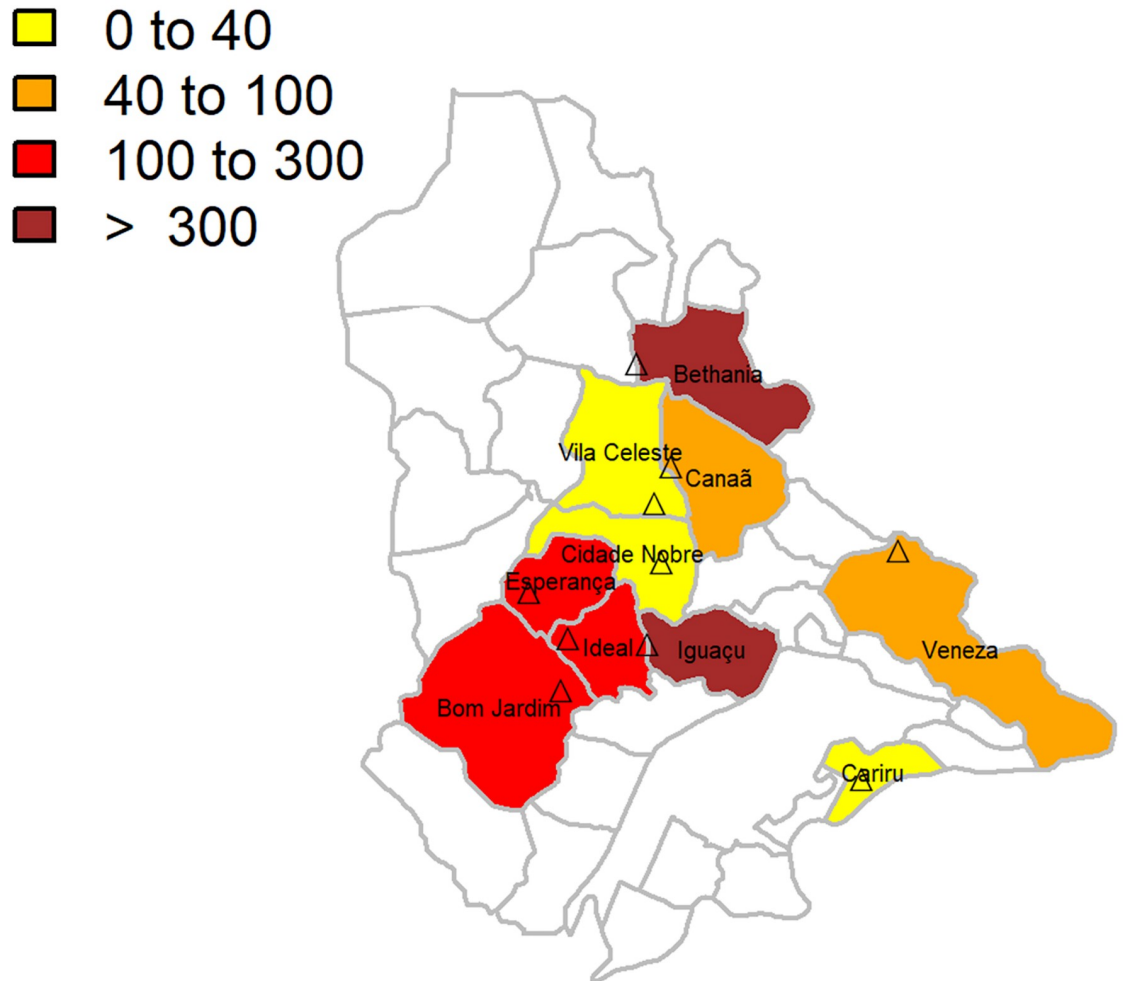 0 to 40
40 to 100
100 to 300
> 300
Bethania
Vila Celeste
Canaã
Cidade Nobre
Esperança
Ideal
Iguaçu
Veneza
Bom Jardim
Cariru